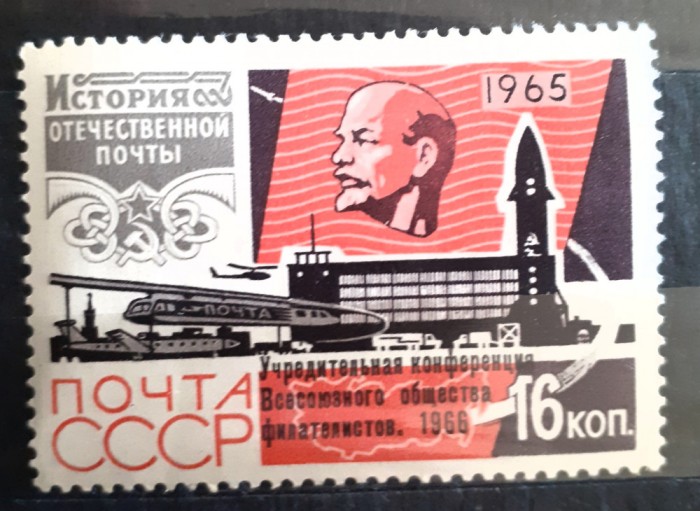 История
ОТЕЧЕСТВЕННОЙ
ПОЧТЫ
1965
ПОЧТА
Учредительная конференция
Всесоюзного общества
филателистов. 1966
ПОЧТА
СССР
16 коп.